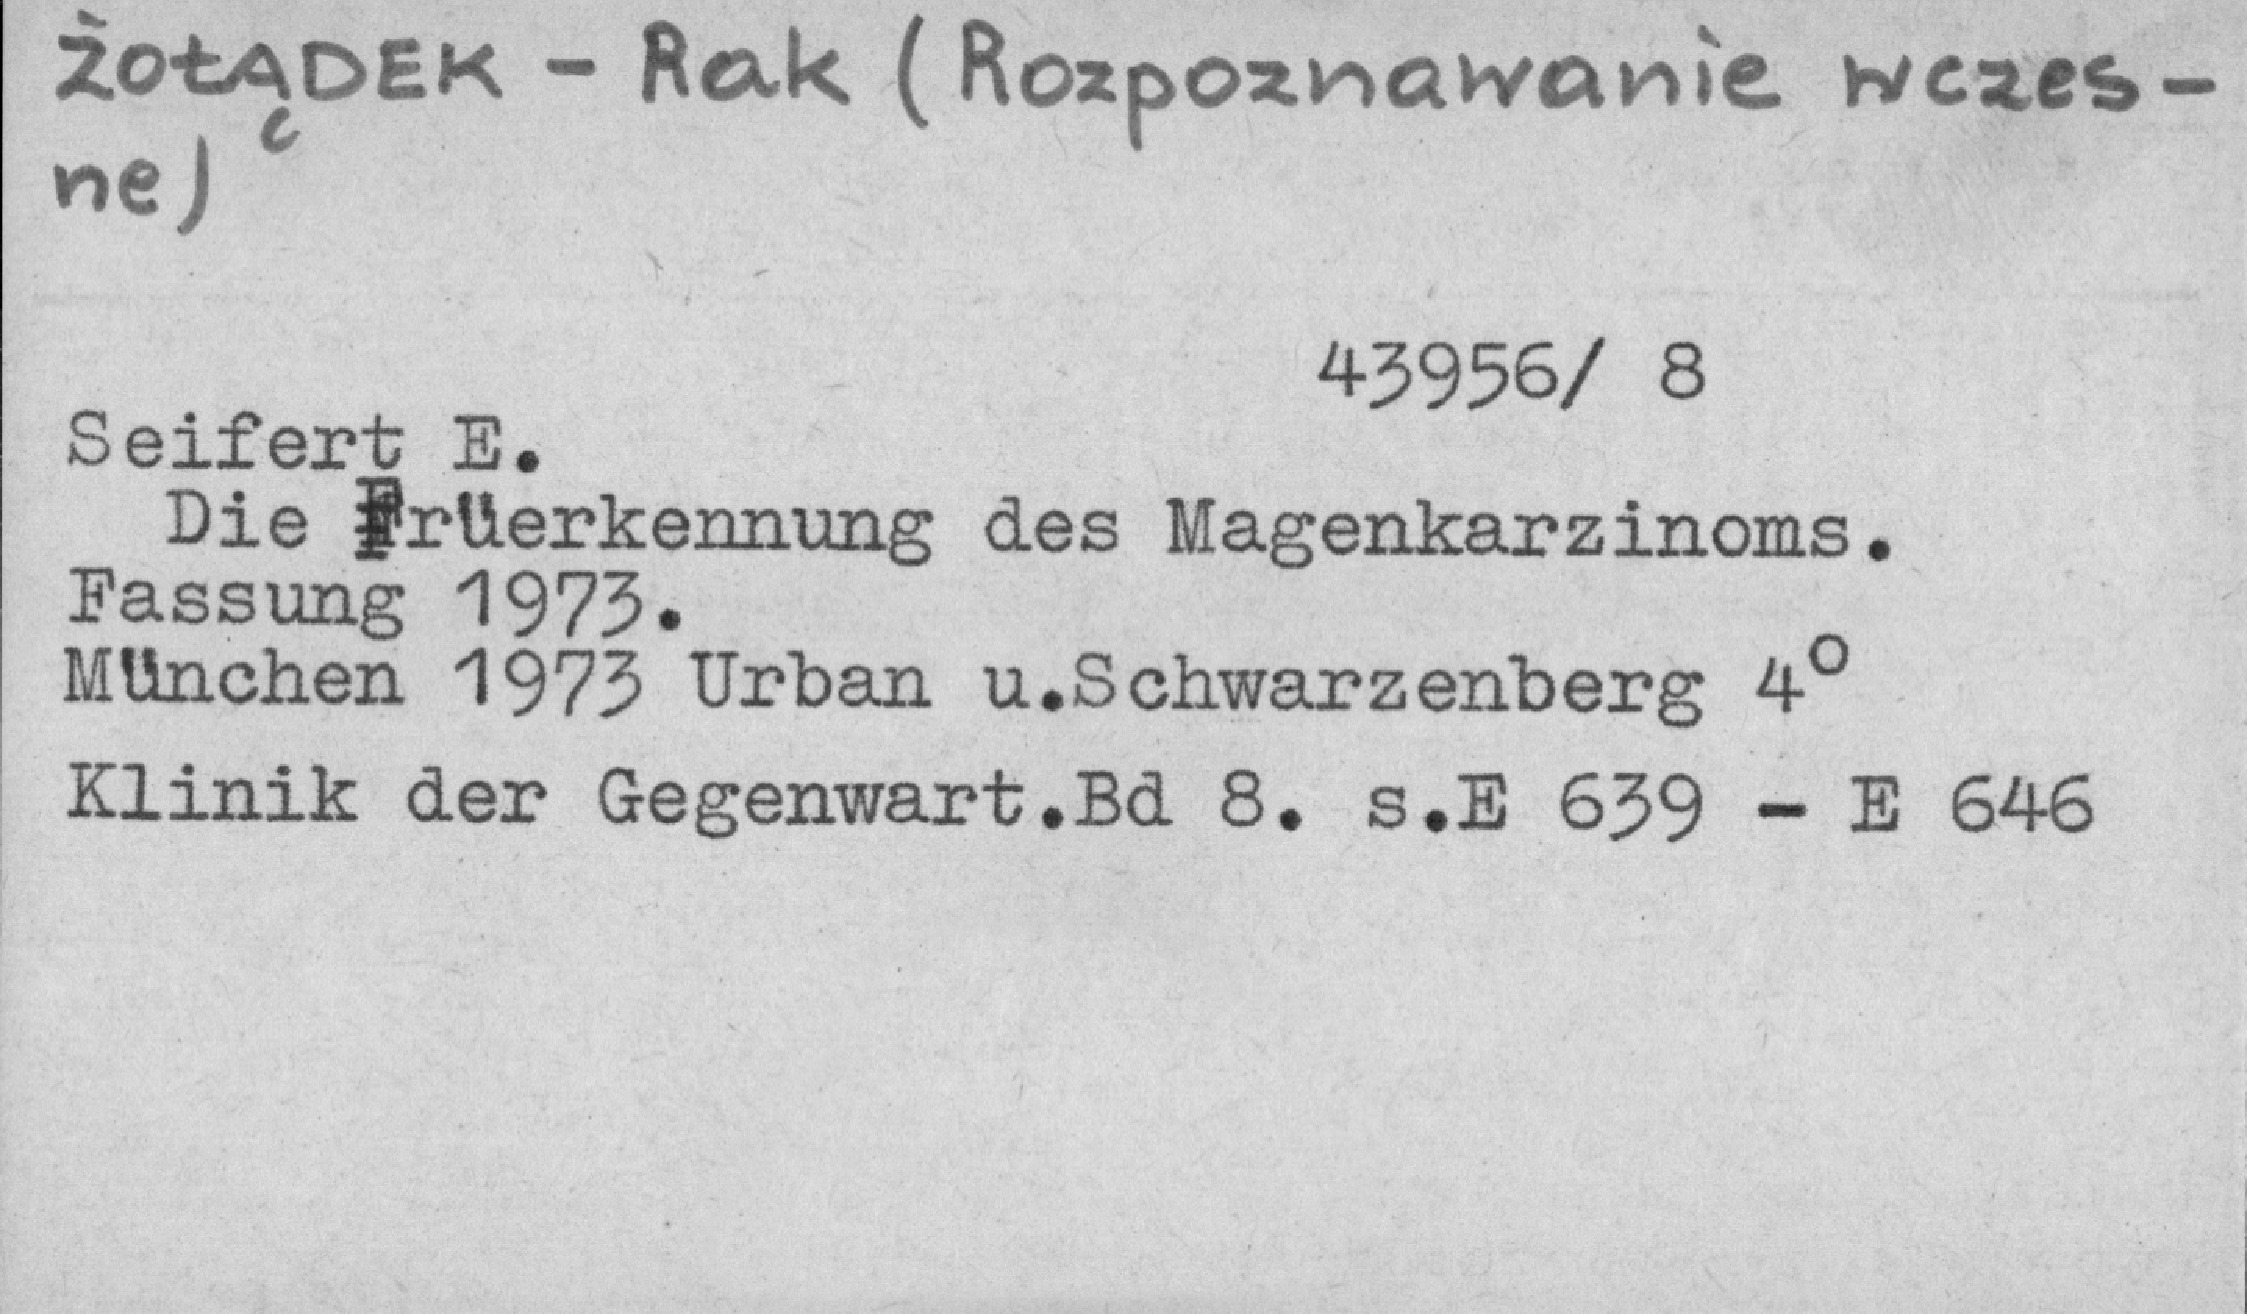 ŻOŁĄDEK - Rak (Rozpoznawanie wczes-
ne)
43956/ 8
Seifert E.
Die Früerkennung des Magenkarzinoms.
Fassung 1973.
München 1973 Urban u.Schwarzenberg 4°
Klinik der Gegenwart.Bd 8. s.E 639 - E 646